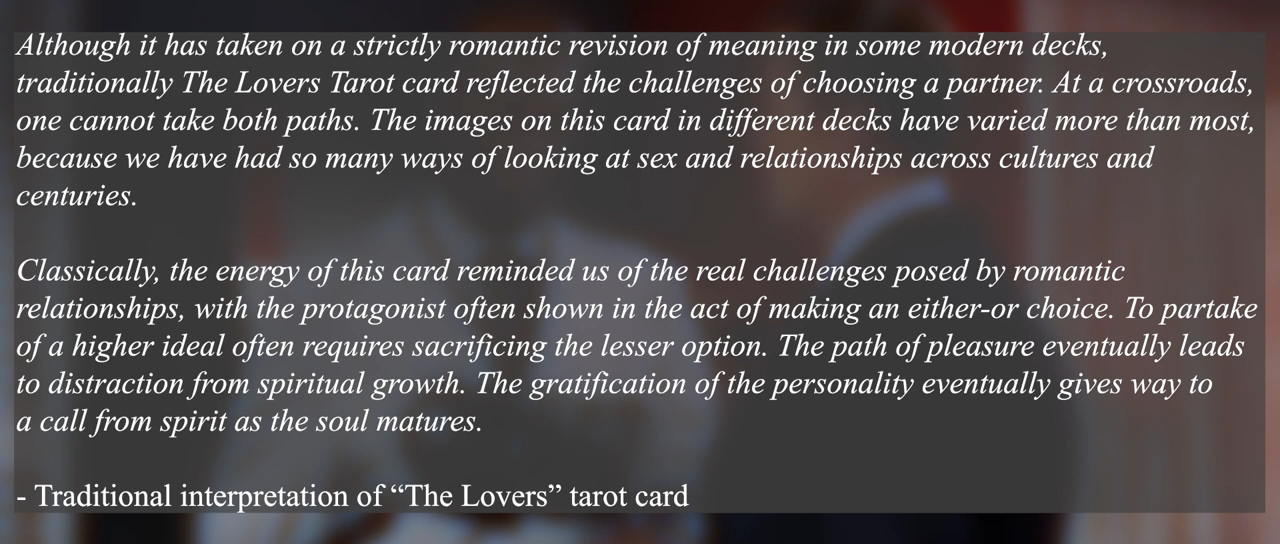 Although it has taken on a strictly romantic revision of meaning in some modern decks,
traditionally The Lovers Tarot card reflected the challenges of choosing a partner. At a crossroads,
one cannot take both paths. The images on this card in different decks have varied more than most,
because we have had so many ways of looking at sex and relationships across cultures and
centuries.
Classically, the energy of this card reminded us of the real challenges posed by romantic
relationships, with the protagonist often shown in the act of making an either-or choice. To partake
of a higher ideal often requires sacrificing the lesser option. The path of pleasure eventually leads
to distraction from spiritual growth. The gratification of the personality eventually gives way to
a call from spirit as the soul matures.
- Traditional interpretation of “The Lovers” tarot card